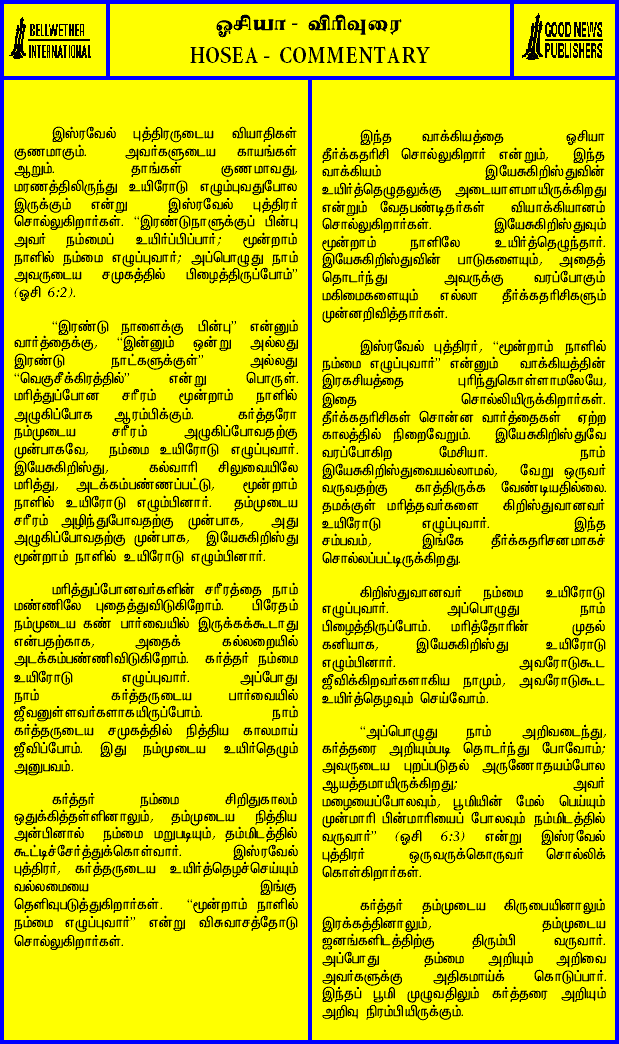 BELLWETHER
INTERNATIONAL
ஓசியா - விரிவுரை
HOSEA - COMMENTARY
GOOD NEWS
PUBLISHERS
இஸ்ரவேல் புத்திரருடைய வியாதிகள்
குணமாகும். அவர்களுடைய காயங்கள்
ஆறும். தாங்கள் குணமாவது,
மரணத்திலிருந்து உயிரோடு எழும்புவதுபோல
இருக்கும் என்று இஸ்ரவேல் புத்திரர்
சொல்லுகிறார்கள். “இரண்டுநாளுக்குப் பின்பு
அவர் நம்மைப் உயிர்ப்பிப்பார்; மூன்றாம்
நாளில் நம்மை எழுப்புவார்; அப்பொழுது நாம்
அவருடைய சமுகத்தில் பிழைத்திருப்போம்”
(ஓசி 6:2).
“இரண்டு நாளைக்கு பின்பு” என்னும்
வார்த்தைக்கு, “இன்னும் ஒன்று அல்லது
இரண்டு நாட்களுக்குள்” அல்லது
“வெகுசீக்கிரத்தில்” என்று பொருள்.
மரித்துப்போன சரீரம் மூன்றாம் நாளில்
அழுகிப்போக ஆரம்பிக்கும். கர்த்தரோ
நம்முடைய சரீரம் அழுகிப்போவதற்கு
முன்பாகவே, நம்மை உயிரோடு எழுப்புவார்.
இயேசுகிறிஸ்து, கல்வாரி சிலுவையிலே
மரித்து, அடக்கம்பண்ணப்பட்டு, மூன்றாம்
நாளில் உயிரோடு எழும்பினார். தம்முடைய
சரீரம் அழிந்துபோவதற்கு முன்பாக, அது
அழுகிப்போவதற்கு முன்பாக, இயேசுகிறிஸ்து
மூன்றாம் நாளில் உயிரோடு எழும்பினார்.
மரித்துப்போனவர்களின் சரீரத்தை நாம்
மண்ணிலே புதைத்துவிடுகிறோம். பிரேதம்
நம்முடைய கண் பார்வையில் இருக்கக்கூடாது
என்பதற்காக, அதைக் கல்லறையில்
அடக்கம்பண்ணிவிடுகிறோம். கர்த்தர் நம்மை
உயிரோடு எழுப்புவார். அப்போது
நாம் கர்த்தருடைய பார்வையில்
ஜீவனுள்ளவர்களாகயிருப்போம். நாம்
கர்த்தருடைய சமுகத்தில் நித்திய காலமாய்
ஜீவிப்போம். இது நம்முடைய உயிர்தெழும்
அனுபவம்.
கர்த்தர் நம்மை சிறிதுகாலம்
ஒதுக்கித்தள்ளினாலும், தம்முடைய நித்திய
அன்பினால் நம்மை மறுபடியும், தம்மிடத்தில்
கூட்டிச்சேர்த்துக்கொள்வார். இஸ்ரவேல்
புத்திரர், கர்த்தருடைய உயிர்த்தெழச்செய்யும்
வல்லமையை இங்கு
தெளிவுபடுத்துகிறார்கள். “மூன்றாம் நாளில்
நம்மை எழுப்புவார்” என்று விசுவாசத்தோடு
சொல்லுகிறார்கள்.
இந்த வாக்கியத்தை ஓசியா
தீர்க்கதரிசி சொல்லுகிறார் என்றும், இந்த
வாக்கியம் இயேசுகிறிஸ்துவின்
உயிர்த்தெழுதலுக்கு அடையாளமாயிருக்கிறது
என்றும் வேதபண்டிதர்கள் வியாக்கியானம்
சொல்லுகிறார்கள். இயேசுகிறிஸ்துவும்
மூன்றாம் நாளிலே உயிர்த்தெழுந்தார்.
இயேசுகிறிஸ்துவின் பாடுகளையும், அதைத்
தொடர்ந்து அவருக்கு வரப்போகும்
மகிமைகளையும் எல்லா தீர்க்கதரிசிகளும்
முன்னறிவித்தார்கள்.
இஸ்ரவேல் புத்திரர், “மூன்றாம் நாளில்
நம்மை எழுப்புவார்” என்னும் வாக்கியத்தின்
இரகசியத்தை புரிந்துகொள்ளாமலேயே,
இதை சொல்லியிருக்கிறார்கள்.
தீர்க்கதரிசிகள் சொன்ன வார்த்தைகள் ஏற்ற
காலத்தில் நிறைவேறும். இயேசுகிறிஸ்துவே
வரப்போகிற மேசியா. நாம்
இயேசுகிறிஸ்துவையல்லாமல், வேறு ஒருவர்
வருவதற்கு காத்திருக்க வேண்டியதில்லை.
தமக்குள் மரித்தவர்களை கிறிஸ்துவானவர்
உயிரோடு எழுப்புவார். இந்த
சம்பவம், இங்கே தீர்க்கதரிசனமாகச்
சொல்லப்பட்டிருக்கிறது.
கிறிஸ்துவானவர் நம்மை உயிரோடு
எழுப்புவார். அப்பொழுது நாம்
பிழைத்திருப்போம். மரித்தோரின் முதல்
கனியாக, இயேசுகிறிஸ்து உயிரோடு
எழும்பினார். அவரோடுகூட
ஜீவிக்கிறவர்களாகிய நாமும், அவரோடுகூட
உயிர்த்தெழவும் செய்வோம்.
“அப்பொழுது நாம் அறிவடைந்து,
கர்த்தரை அறியும்படி தொடர்ந்து போவோம்;
அவருடைய புறப்படுதல் அருணோதயம்போல
ஆயத்தமாயிருக்கிறது; அவர்
மழையைப்போலவும், பூமியின் மேல் பெய்யும்
முன்மாரி பின்மாரியைப் போலவும் நம்மிடத்தில்
வருவார்” (ஓசி 6:3) என்று இஸ்ரவேல்
புத்திரர் ஒருவருக்கொருவர் சொல்லிக்
கொள்கிறார்கள்.
கர்த்தர் தம்முடைய கிருபையினாலும்
இரக்கத்தினாலும், தம்முடைய
ஜனங்களிடத்திற்கு திரும்பி வருவார்.
அப்போது தம்மை அறியும் அறிவை
அவர்களுக்கு அதிகமாய்க் கொடுப்பார்.
இந்தப் பூமி முழுவதிலும் கர்த்தரை அறியும்
அறிவு நிரம்பியிருக்கும்.